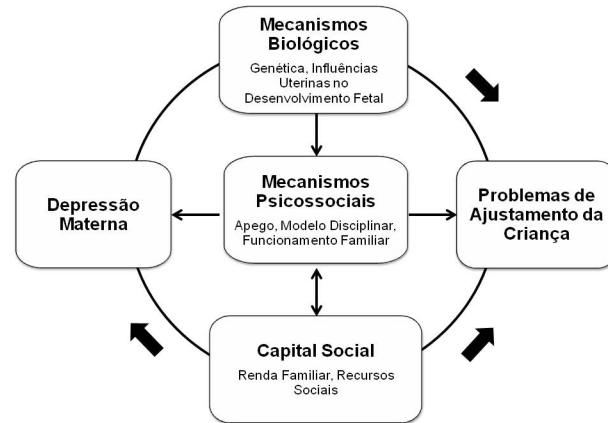 Mecanismos
Biológicos
Genética, Influências
Uterinas no
Desenvolvimento Fetal
Depressão
Materna
Mecanismos
Psicossociais
Apego, Modelo Disciplinar,
Funcionamento Familiar
Problemas de
Ajustamento da
Criança
Capital Social
Renda Familiar, Recursos
Sociais